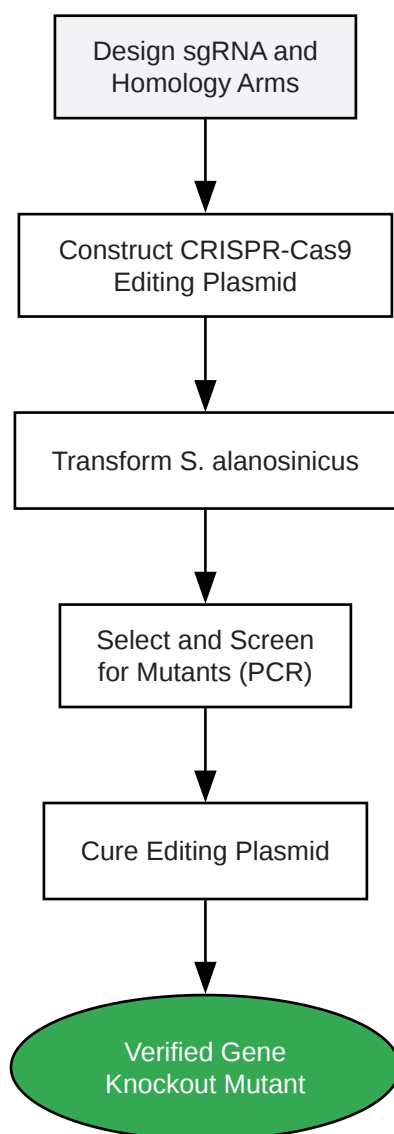 Design sgRNA and
Homology Arms
Construct CRISPR-Cas9
Editing Plasmid
Transform S. alanosinicus
Select and Screen
for Mutants (PCR)
Cure Editing Plasmid
Verified Gene
Knockout Mutant